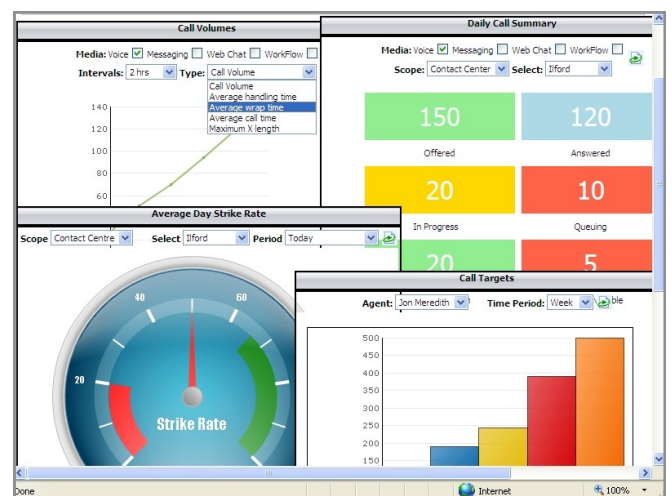 Call Volumes
Media: Voice Messaging Web Chat WorkFlow
Intervals: 2 hrs Type: Call Volume
Call Volume
Average handling time
Average wrap time
Average call time
Maximum X length
140
120
100
80
60
Daily Call Summary
Media: Voice Messaging Web Chat WorkFlow
Scope: Contact Center Select: Ilford
150
120
Offered
Answered
20
10
In Progress
Queuing
20
5
Average Day Strike Rate
Scope Contact Centre Select Ilford Period Today
20
40
60
Strike Rate
Call Targets
Agent: Jon Meredith Time Period: Week
500
450
400
350
300
250
200
150
Done
Internet
100%